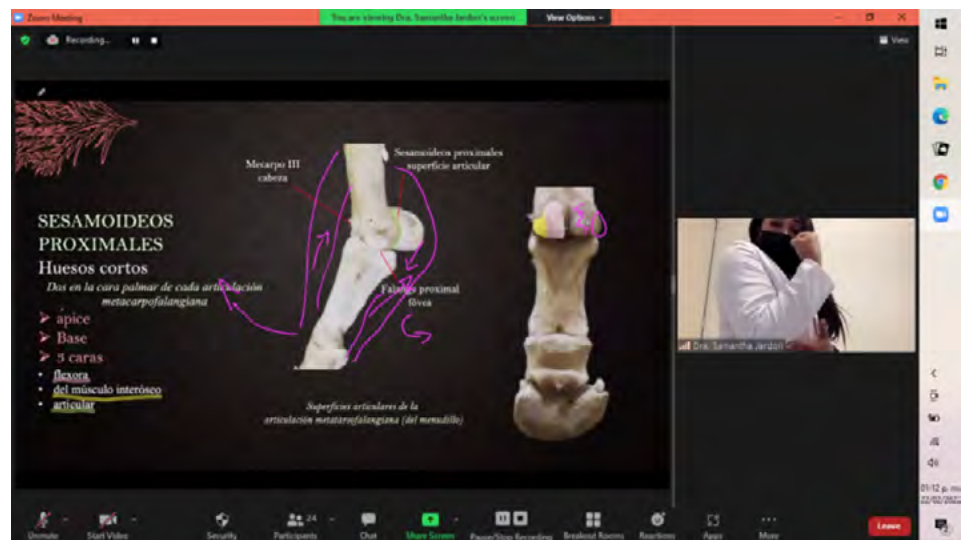 Zoom Meeting
You are viewing Dra. Samantha Jardon's screen
View Options
Recording...
View
Mecarpo III
cabeza
Sesamoideos proximales
superficie articular
SESAMOIDEOS
PROXIMALES
Huesos cortos
Dos en la cara palmar de cada articulación
metacarpofalangiana
ápice
Base
3 caras
flexora
del músculo interóseo
articular
Falange proximal
fóvea
Superficies articulares de la
articulación metatarsofalangiana (del menudillo)
Dra. Samantha Jardon
Unmute
Start Video
Security
Participants
24
Chat
Share Screen
Pause/Stop Recording
Breakout Rooms
Reactions
Apps
More
Leave
01:12 p. m.